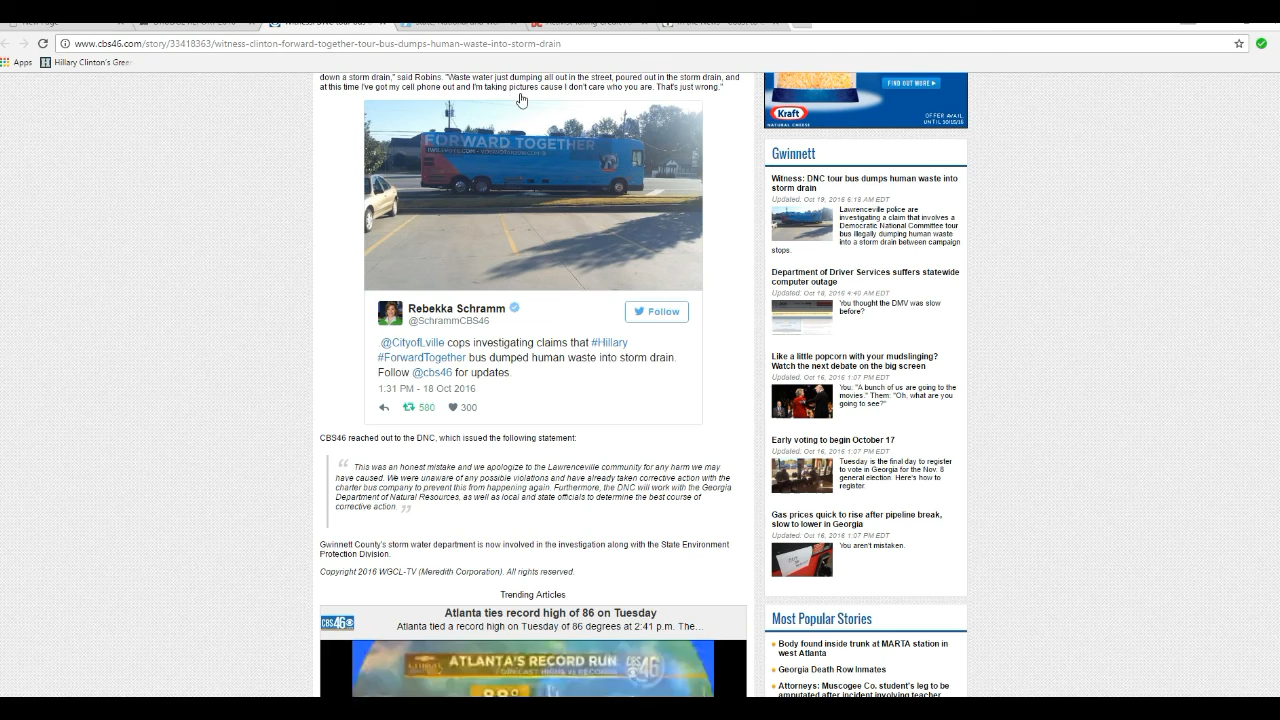 www.cbs46.com/story/33418363/witness-clinton-forward-together-tour-bus-dumps-human-waste-into-storm-drain
Apps
Hillary Clinton's Gree
down a storm drain," said Robins. "Waste water just dumping all out in the street, poured out in the storm drain, and
at this time I've got my cell phone out and I'm taking pictures cause I don't care who you are. That's just wrong."
FORWARD TOGETHER
Rebekka Schramm
@SchrammCBS46
Follow
@CityofLville cops investigating claims that #Hillary
#ForwardTogether bus dumped human waste into storm drain.
Follow @cbs46 for updates.
1:31 PM - 18 Oct 2016
580
300
CBS46 reached out to the DNC, which issued the following statement:
“ This was an honest mistake and we apologize to the Lawrenceville community for any harm we may
have caused. We were unaware of any possible violations and have already taken corrective action with the
charter bus company to prevent this from happening again. Furthermore, the DNC will work with the Georgia
Department of Natural Resources, as well as local and state officials to determine the best course of
corrective action. ”
Gwinnett County's storm water department is now involved in the investigation along with the State Environment
Protection Division.
Copyright 2016 WGCL-TV (Meredith Corporation). All rights reserved.
Trending Articles
CBS46
Atlanta ties record high of 86 on Tuesday
Atlanta tied a record high on Tuesday of 86 degrees at 2:41 p.m. The...
ATLANTA'S RECORD RUN
CBS46
88°
FIND OUT MORE
Kraft
NATURAL CHEESE
OFFER AVAIL
UNTIL 10/15/16
Gwinnett
Witness: DNC tour bus dumps human waste into
storm drain
Updated: Oct 19, 2016 6:15 AM EDT
Lawrenceville police are
investigating a claim that involves a
Democratic National Committee tour
bus illegally dumping human waste
into a storm drain between campaign
stops.
Department of Driver Services suffers statewide
computer outage
Updated: Oct 18, 2016 4:40 AM EDT
You thought the DMV was slow
before?
Like a little popcorn with your mudslinging?
Watch the next debate on the big screen
Updated: Oct 16, 2016 1:07 PM EDT
You: "A bunch of us are going to the
movies." Them: "Oh, what are you
going to see?"
Early voting to begin October 17
Updated: Oct 16, 2016 1:07 PM EDT
Tuesday is the final day to register
to vote in Georgia for the Nov. 8
general election. Here's how to
register.
Gas prices quick to rise after pipeline break,
slow to lower in Georgia
Updated: Oct 16, 2016 1:07 PM EDT
You aren't mistaken.
Most Popular Stories
Body found inside trunk at MARTA station in
west Atlanta
Georgia Death Row Inmates
Attorneys: Muscogee Co. student's leg to be
amputated after incident involving teacher